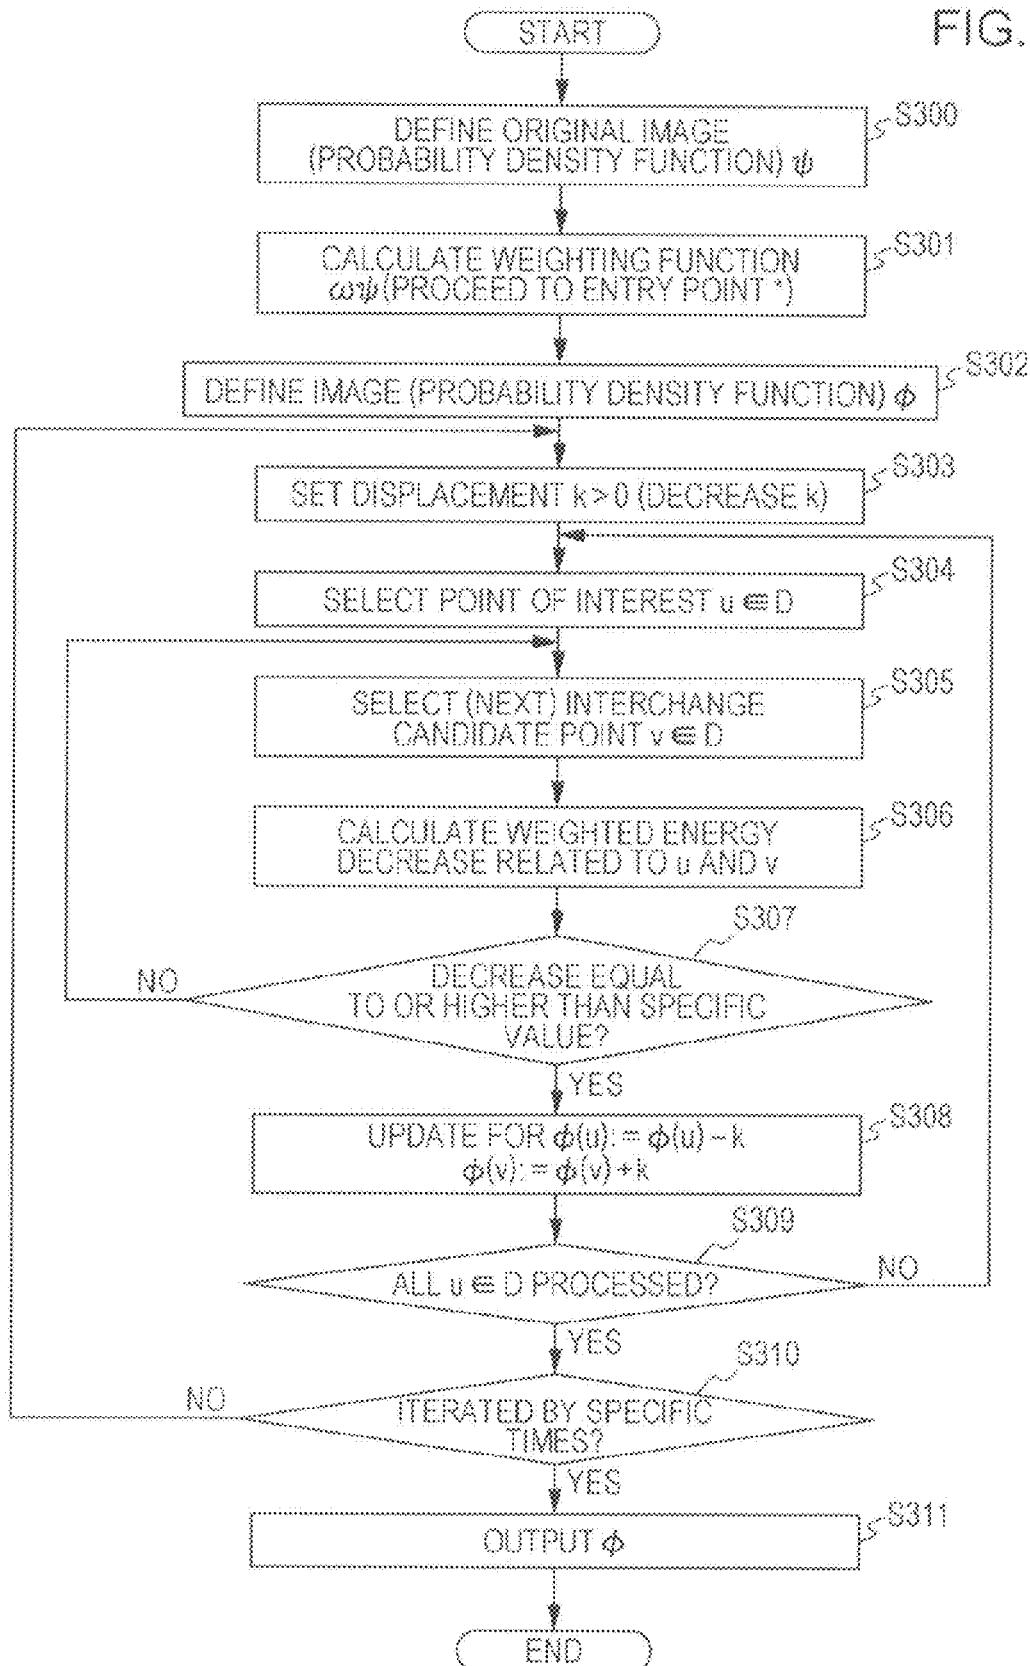 FIG.
START
S300
DEFINE ORIGINAL IMAGE
(PROBABILITY DENSITY FUNCTION) ψ
S301
CALCULATE WEIGHTING FUNCTION
ωψ (PROCEED TO ENTRY POINT *)
S302
DEFINE IMAGE (PROBABILITY DENSITY FUNCTION) ϕ
S303
SET DISPLACEMENT k > 0 (DECREASE k)
S304
SELECT POINT OF INTEREST u ∈ D
S305
SELECT (NEXT) INTERCHANGE
CANDIDATE POINT v ∈ D
S306
CALCULATE WEIGHTED ENERGY
DECREASE RELATED TO u AND v
S307
NO
DECREASE EQUAL
TO OR HIGHER THAN SPECIFIC
VALUE?
YES
S308
UPDATE FOR ϕ(u): = ϕ(u) − k
ϕ(v): = ϕ(v) + k
S309
ALL u ∈ D PROCESSED?
NO
YES
S310
NO
ITERATED BY SPECIFIC
TIMES?
YES
S311
OUTPUT ϕ
END